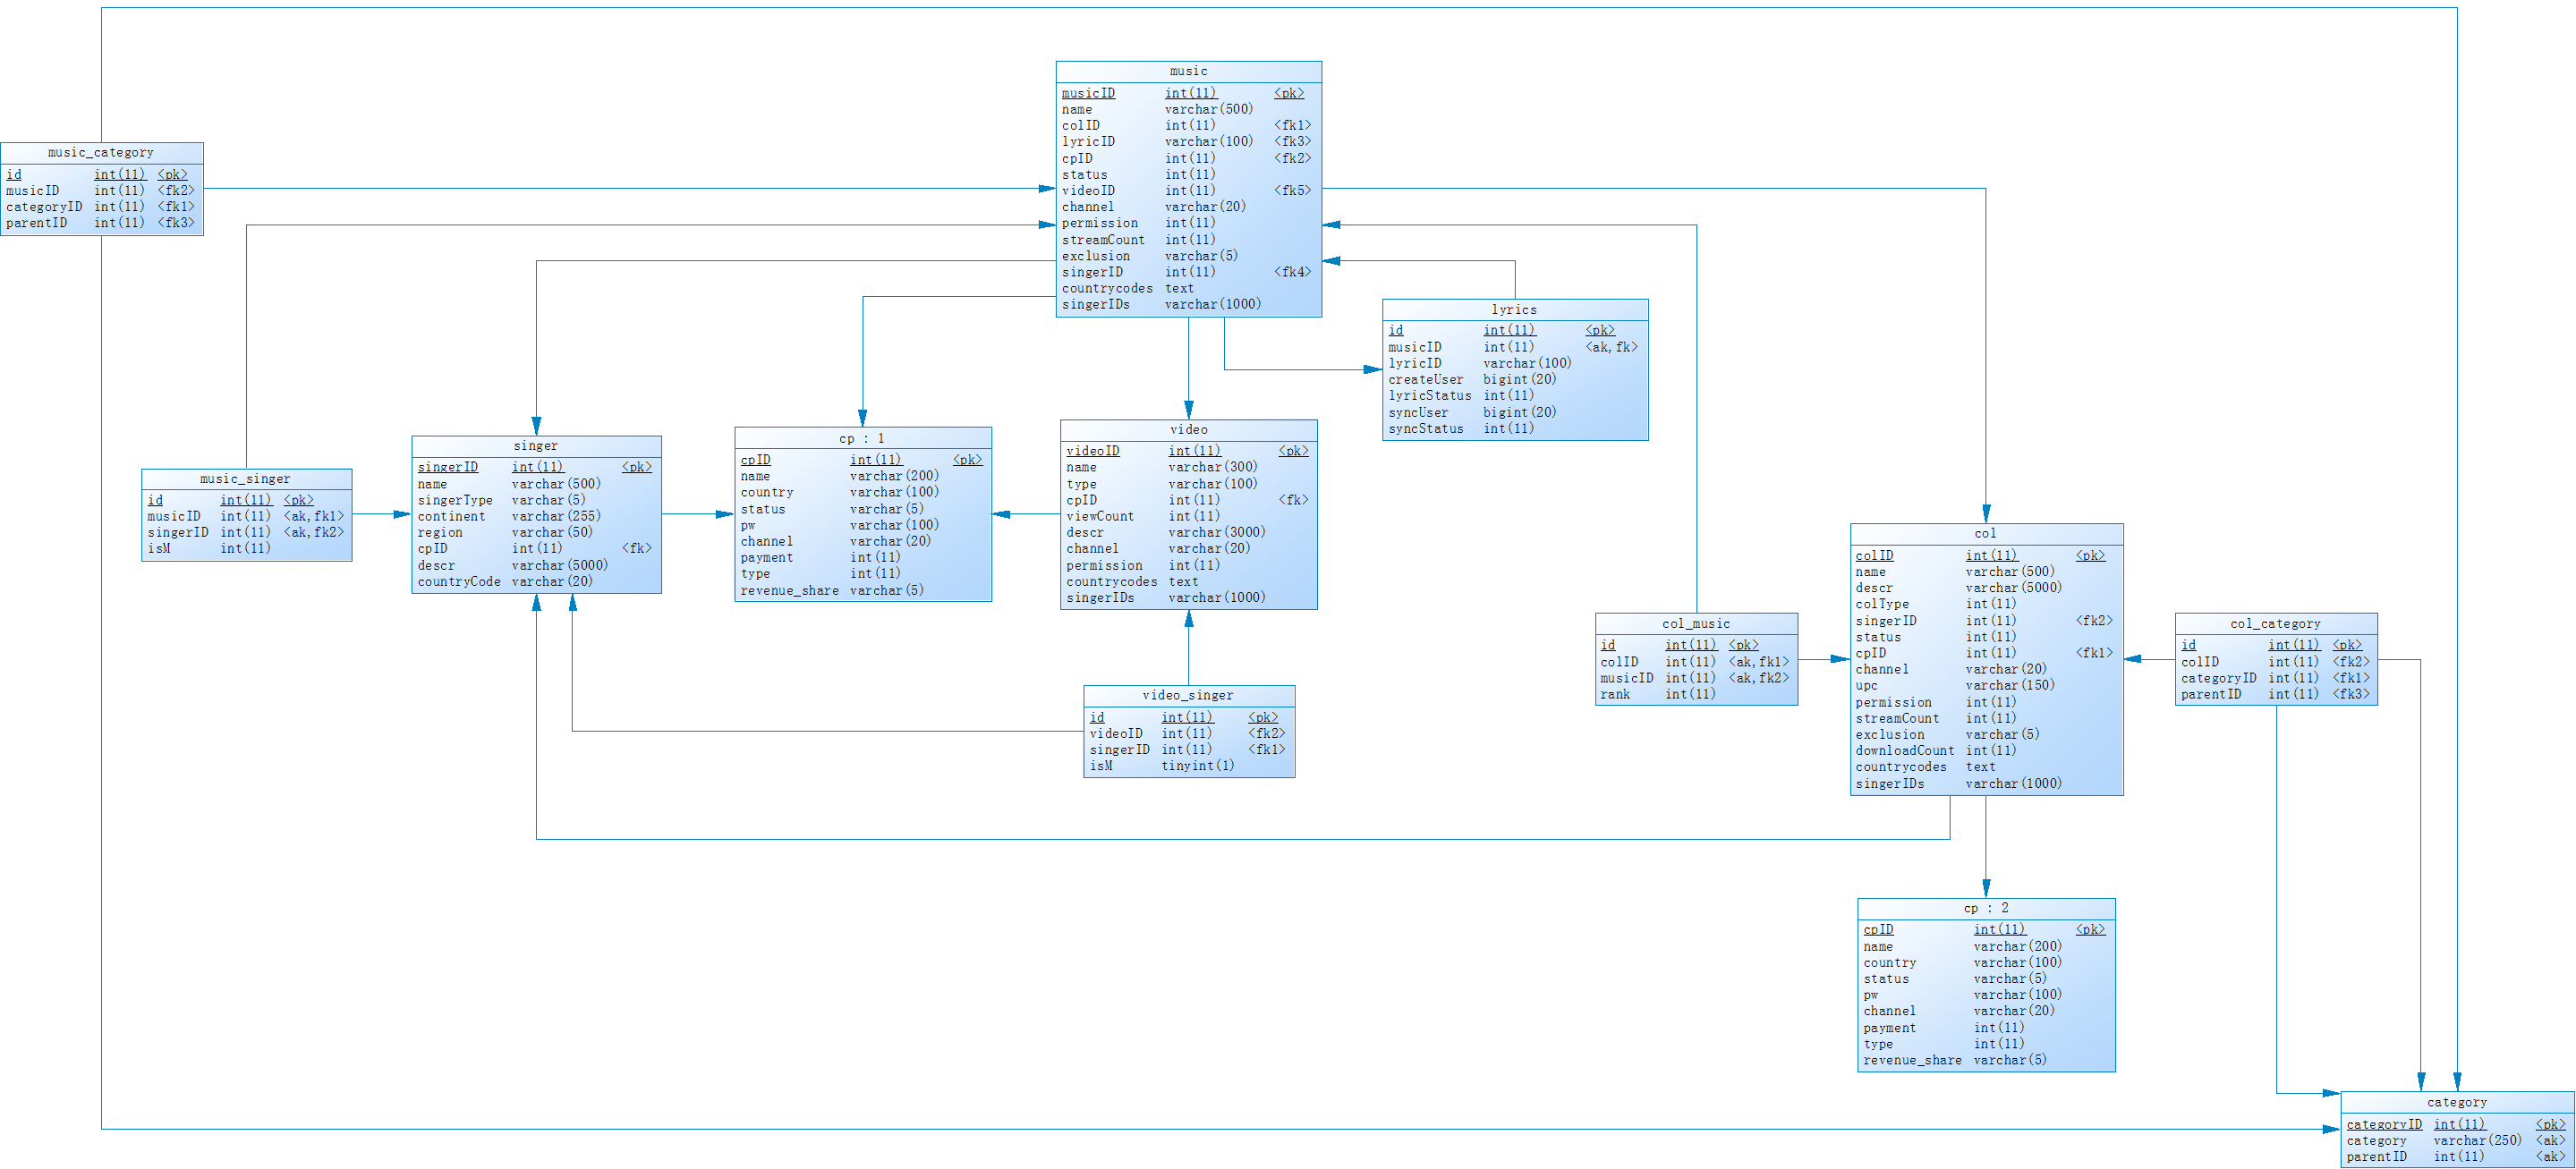 music
musicID int(11) <pk>
name varchar(500)
colID int(11) <fk1>
lyricID varchar(100) <fk3>
cpID int(11) <fk2>
status int(11)
videoID int(11) <fk5>
channel varchar(20)
permission int(11)
streamCount int(11)
exclusion varchar(5)
singerID int(11) <fk4>
countrycodes text
singerIDs varchar(1000)
music_category
id int(11) <pk>
musicID int(11) <fk2>
categoryID int(11) <fk1>
parentID int(11) <fk3>
lyrics
id int(11) <pk>
musicID int(11) <ak,fk>
lyricID varchar(100)
createUser bigint(20)
lyricStatus int(11)
syncUser bigint(20)
syncStatus int(11)
music_singer
id int(11) <pk>
musicID int(11) <ak,fk1>
singerID int(11) <ak,fk2>
isM int(11)
singer
singerID int(11) <pk>
name varchar(500)
singerType varchar(5)
continent varchar(255)
region varchar(50)
cpID int(11) <fk>
descr varchar(5000)
countryCode varchar(20)
cp : 1
cpID int(11) <pk>
name varchar(200)
country varchar(100)
status varchar(5)
pw varchar(100)
channel varchar(20)
payment int(11)
type int(11)
revenue_share varchar(5)
video
videoID int(11) <pk>
name varchar(300)
type varchar(100)
cpID int(11) <fk>
viewCount int(11)
descr varchar(3000)
channel varchar(20)
permission int(11)
countrycodes text
singerIDs varchar(1000)
video_singer
id int(11) <pk>
videoID int(11) <fk2>
singerID int(11) <fk1>
isM tinyint(1)
col_music
id int(11) <pk>
colID int(11) <ak,fk1>
musicID int(11) <ak,fk2>
rank int(11)
col
colID int(11) <pk>
name varchar(500)
descr varchar(5000)
colType int(11)
singerID int(11) <fk2>
status int(11)
cpID int(11) <fk1>
channel varchar(20)
upc varchar(150)
permission int(11)
streamCount int(11)
exclusion varchar(5)
downloadCount int(11)
countrycodes text
singerIDs varchar(1000)
col_category
id int(11) <pk>
colID int(11) <fk2>
categoryID int(11) <fk1>
parentID int(11) <fk3>
cp : 2
cpID int(11) <pk>
name varchar(200)
country varchar(100)
status varchar(5)
pw varchar(100)
channel varchar(20)
payment int(11)
type int(11)
revenue_share varchar(5)
category
categoryID int(11) <pk>
category varchar(250) <ak>
parentID int(11) <ak>